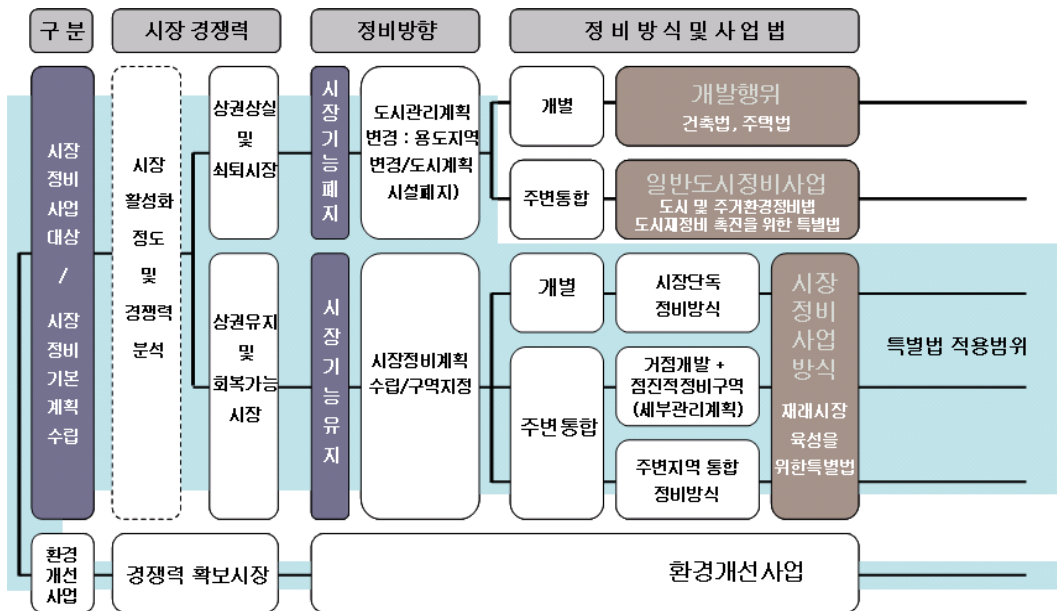 구 분
시장 경쟁력
정비방향
정 비 방 식 및 사 업 법
시장
정비
사업
대상
/
시장
정비
기본
계획
수립
시장
활성화
정도
및
경쟁력
분석
상권상실
및
쇠퇴시장
시
장
기
능
폐
지
도시관리계획
변경 : 용도지역
변경/도시계획
시설폐지)
개별
개발행위
건축법, 주택법
주변통합
일반도시정비사업
도시 및 주거환경정비법
도시재정비 촉진을 위한 특별법
상권유지
및
회복가능
시장
시
장
기
능
유
지
시장정비계획
수립/구역지정
개별
시장단독
정비방식
주변통합
거점개발 +
점진적정비구역
(세부관리계획)
주변지역 통합
정비방식
시장
정비
사업
방식
재래시장
육성을
위한특별법
특별법 적용범위
환경
개선
사업
경쟁력 확보시장
환경개선사업